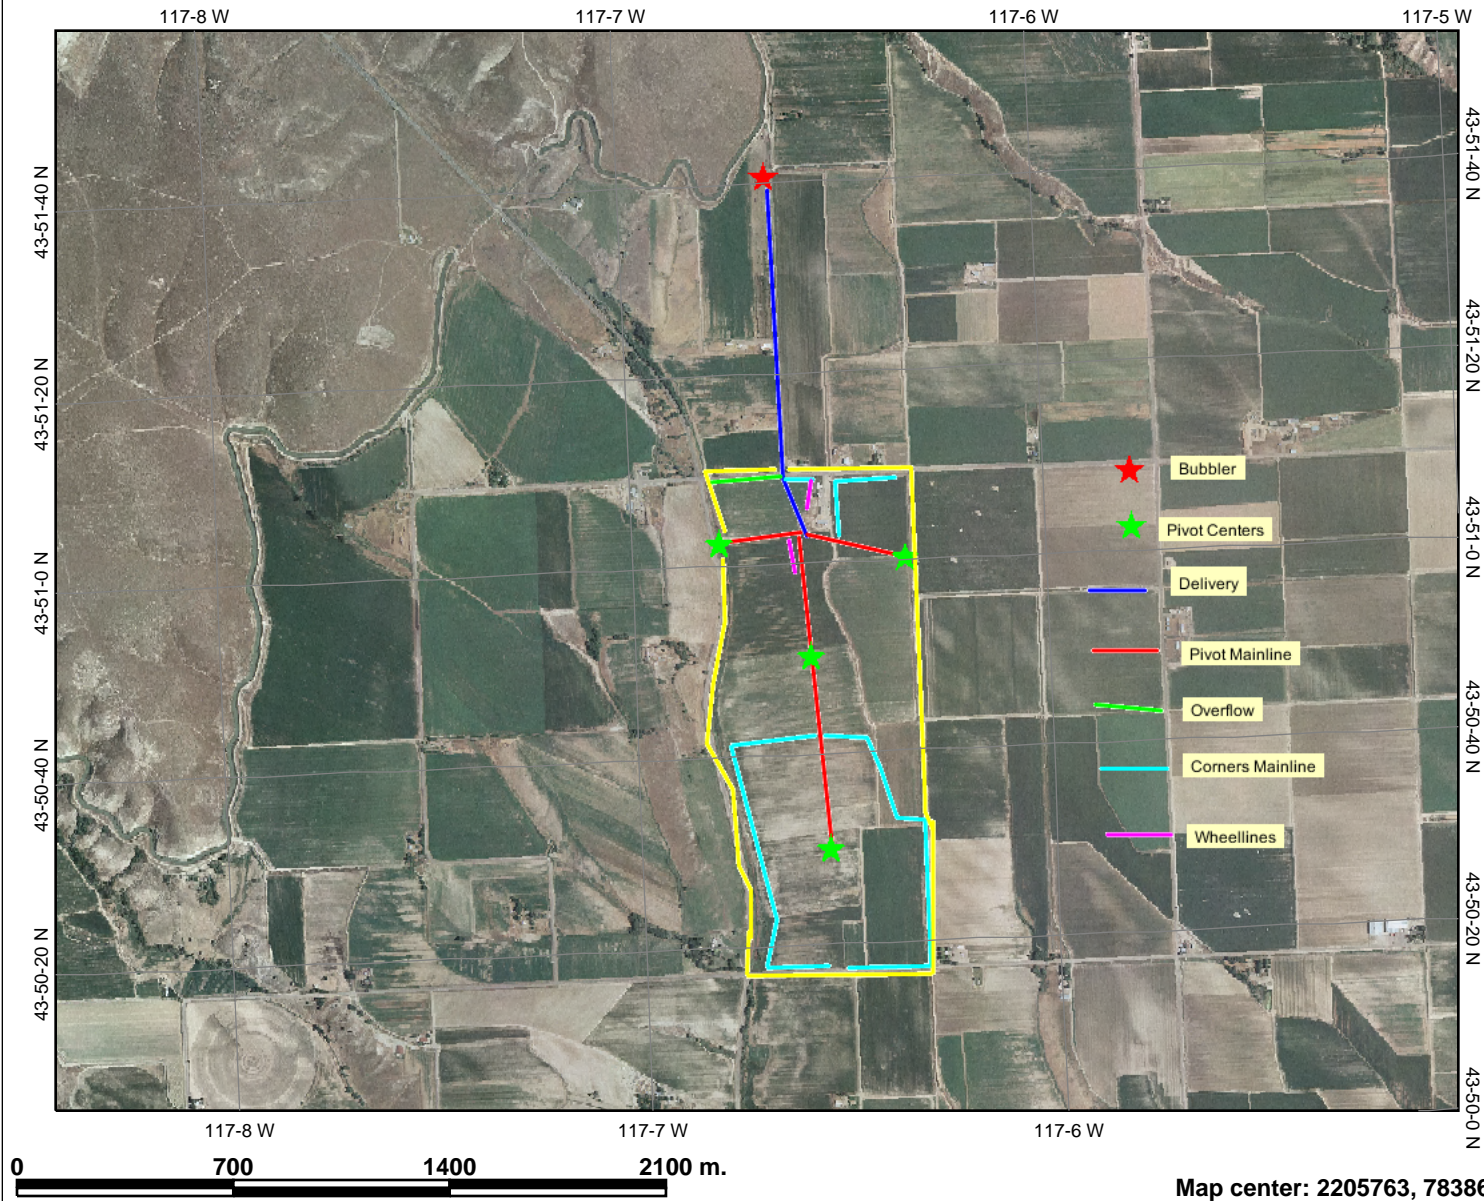 117-8 W 117-7 W 117-6 W 117-5 W
43-51-40 N
43-51-20 N
43-51-0 N
43-50-40 N
43-50-20 N
43-51-40 N
43-51-20 N
43-51-0 N
43-50-40 N
43-50-20 N
43-50-0 N
Bubbler
Pivot Centers
Delivery
Pivot Mainline
Overflow
Corners Mainline
Wheellines
117-8 W 117-7 W 117-6 W
0 700 1400 2100 m.
Map center: 2205763, 78386